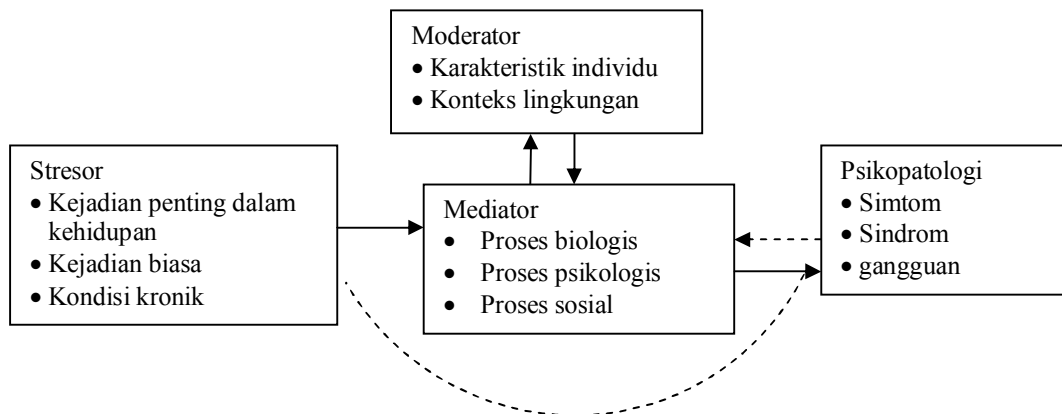 Moderator
• Karakteristik individu
• Konteks lingkungan
Stresor
• Kejadian penting dalam
kehidupan
• Kejadian biasa
• Kondisi kronik
Mediator
• Proses biologis
• Proses psikologis
• Proses sosial
Psikopatologi
• Simtom
• Sindrom
• gangguan